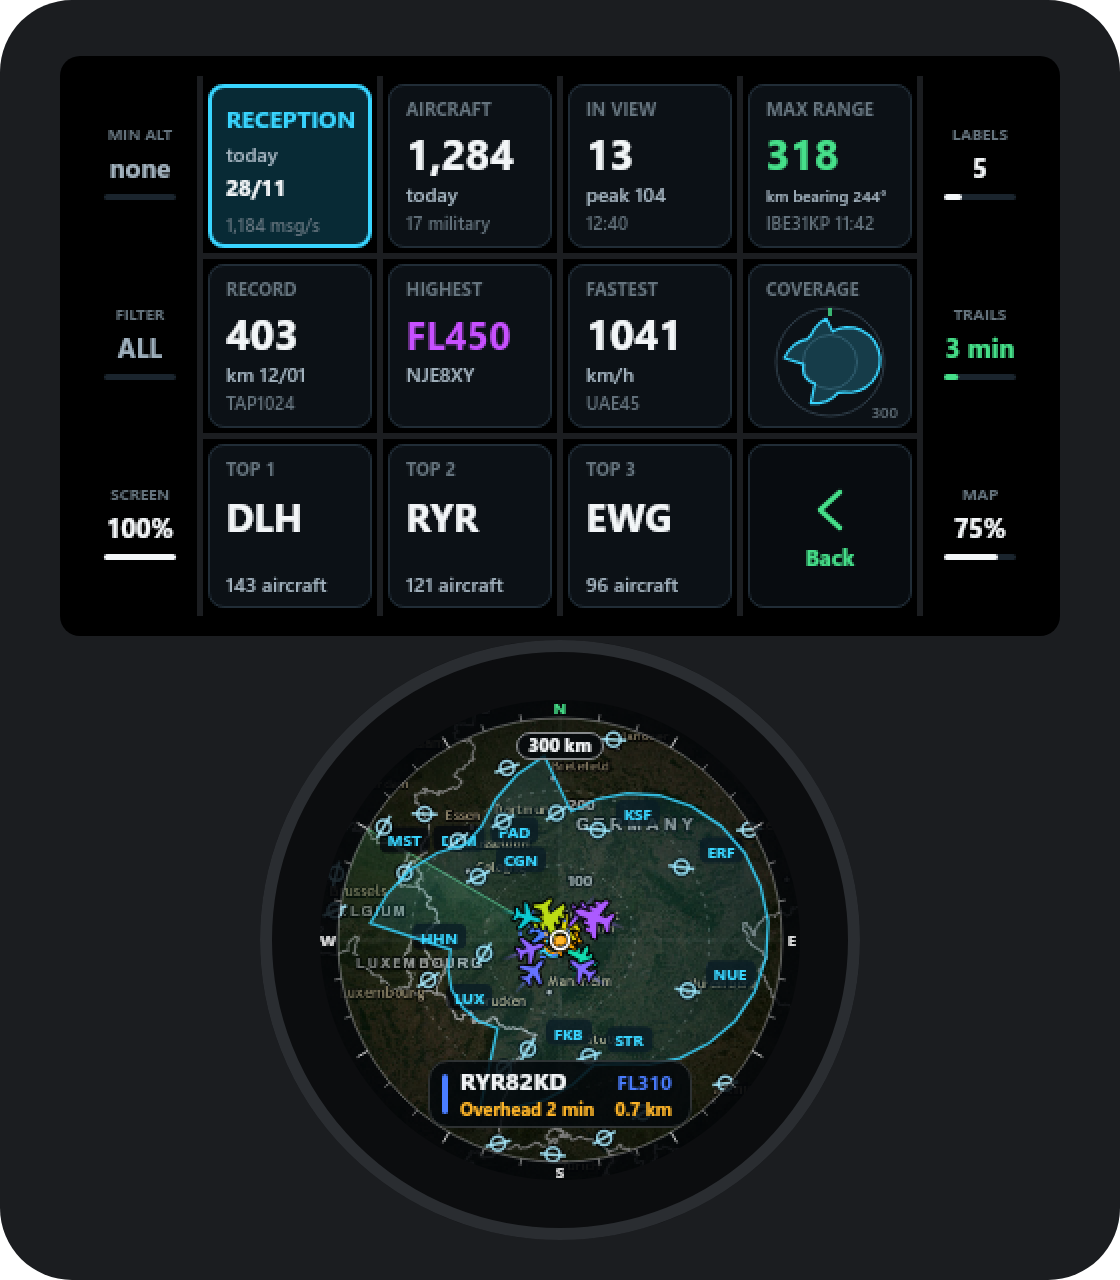 MIN ALT
none
FILTER
ALL
SCREEN
100%
RECEPTION
today
28/11
1,184 msg/s
AIRCRAFT
1,284
today
17 military
IN VIEW
13
peak 104
12:40
MAX RANGE
318
km bearing 244°
IBE31KP 11:42
RECORD
403
km 12/01
TAP1024
HIGHEST
FL450
NJE8XY
FASTEST
1041
km/h
UAE45
COVERAGE
300
TOP 1
DLH
143 aircraft
TOP 2
RYR
121 aircraft
TOP 3
EWG
96 aircraft
Back
LABELS
5
TRAILS
3 min
MAP
75%
N
300 km
Essen
200
KSF
GERMANY
PAD
MST
ERF
CGN
100
HHN
W
E
LUXEMBOURG
NUE
LUX
FKB
STR
RYR82KD FL310
Overhead 2 min 0.7 km
S